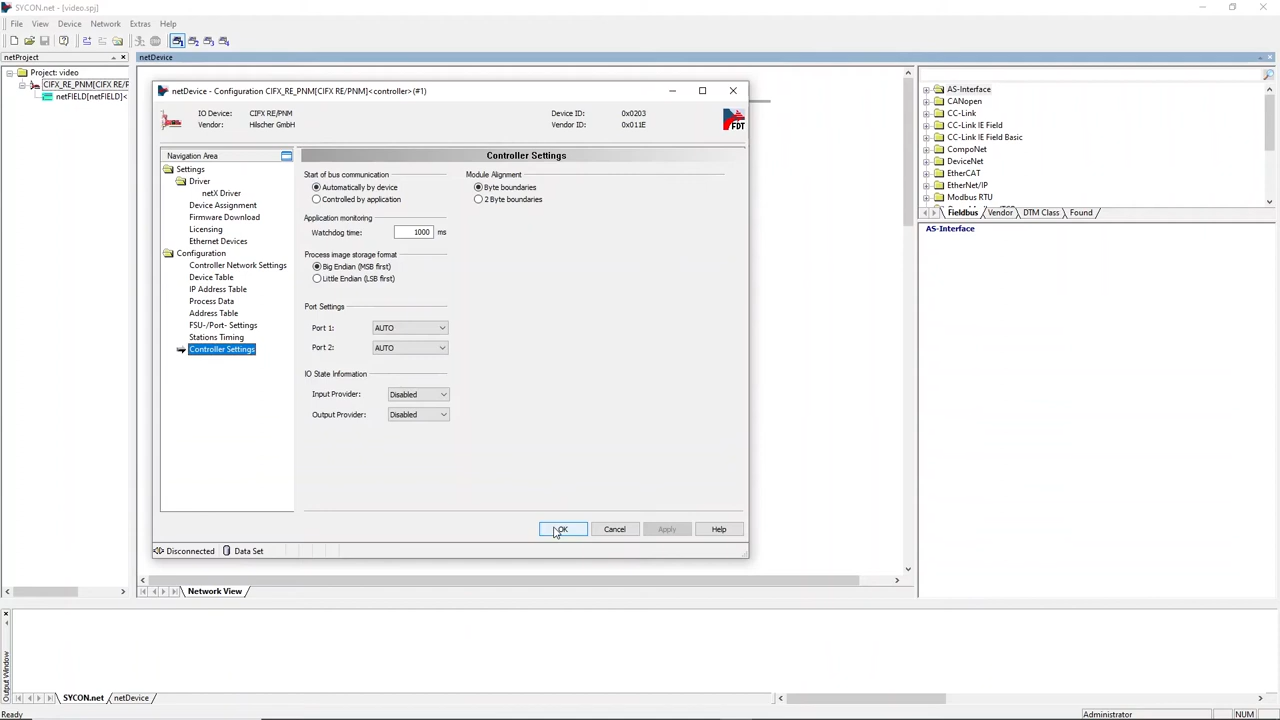 SYCON.net - [video.spj]
File View Device Network Extras Help
netProject
netDevice
Project: video
CIFX_RE_PNM[CIFX RE/P
netFIELD[netFIELD]<
netDevice - Configuration CIFX_RE_PNM[CIFX RE/PNM]<controller>(#1)
IO Device: CIFX RE/PNM Device ID: 0x0203
Vendor: Hilscher GmbH Vendor ID: 0x011E
FDT
Navigation Area
Settings
Driver
netX Driver
Device Assignment
Firmware Download
Licensing
Ethernet Devices
Configuration
Controller Network Settings
Device Table
IP Address Table
Process Data
Address Table
FSU-/Port- Settings
Stations Timing
Controller Settings
Controller Settings
Start of bus communication
Automatically by device
Controlled by application
Application monitoring
Watchdog time: 1000 ms
Process image storage format
Big Endian (MSB first)
Little Endian (LSB first)
Port Settings
Port 1: AUTO
Port 2: AUTO
IO State Information
Input Provider: Disabled
Output Provider: Disabled
Module Alignment
Byte boundaries
2 Byte boundaries
OK Cancel Apply Help
Disconnected Data Set
Network View
AS-Interface
CANopen
CC-Link
CC-Link IE Field
CC-Link IE Field Basic
CompoNet
DeviceNet
EtherCAT
EtherNet/IP
Modbus RTU
Fieldbus Vendor DTM Class Found
AS-Interface
Output Window
SYCON.net netDevice
Ready
Administrator NUM